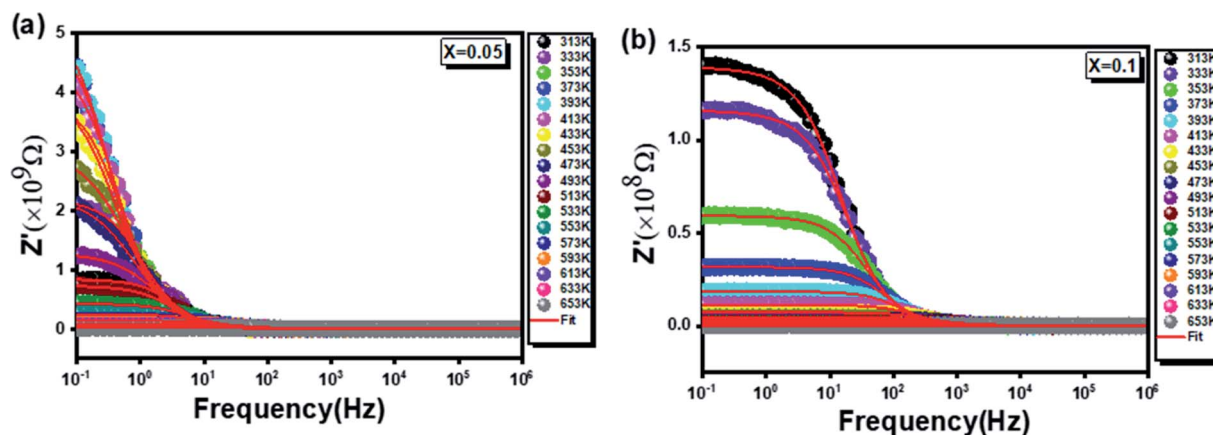 (a)
X=0.05
Z'(×10⁹Ω)
5
4
3
2
1
0
10⁻¹ 10⁰ 10¹ 10² 10³ 10⁴ 10⁵ 10⁶
Frequency(Hz)
313K
333K
353K
373K
393K
413K
433K
453K
473K
493K
513K
533K
553K
573K
593K
613K
633K
653K
Fit
(b)
X=0.1
Z'(×10⁸Ω)
1.5
1.0
0.5
0.0
10⁻¹ 10⁰ 10¹ 10² 10³ 10⁴ 10⁵ 10⁶
Frequency(Hz)
313K
333K
353K
373K
393K
413K
433K
453K
473K
493K
513K
533K
553K
573K
593K
613K
633K
653K
Fit